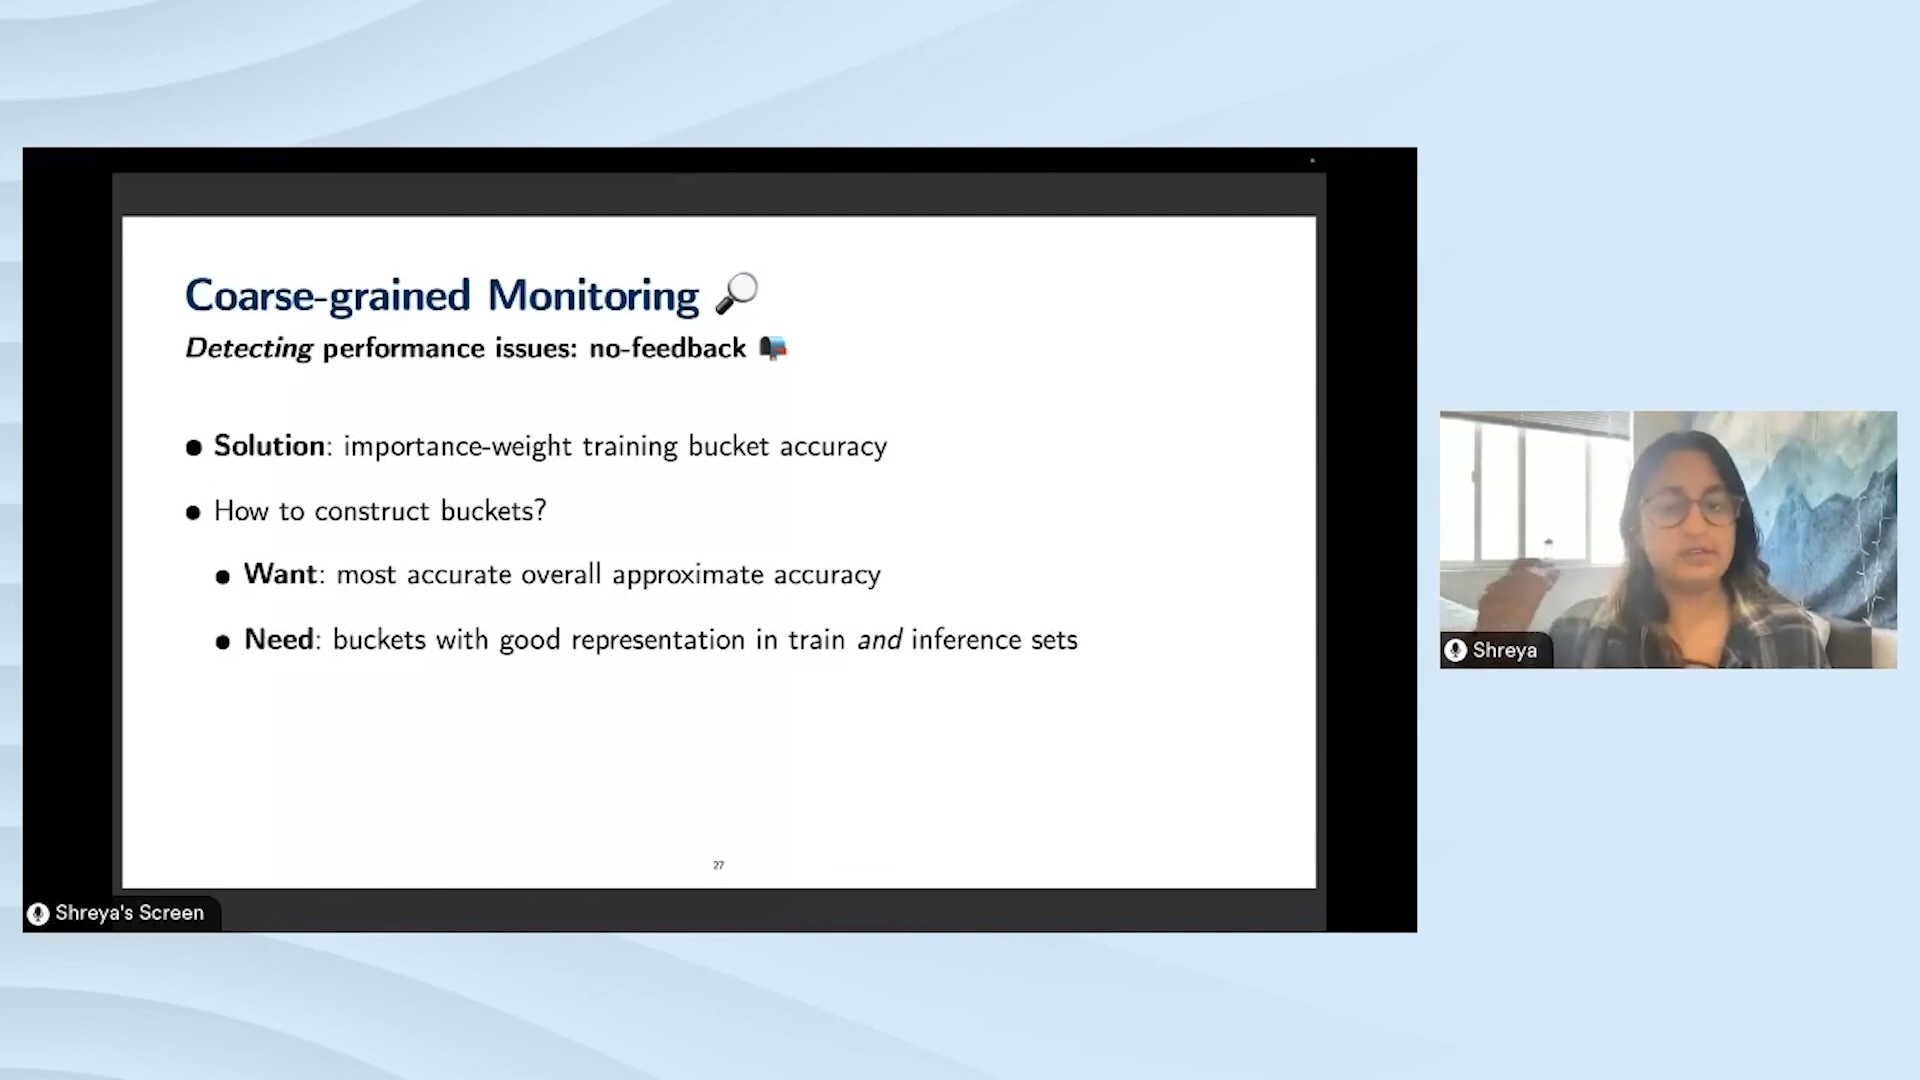 Coarse-grained Monitoring
Detecting performance issues: no-feedback
● Solution: importance-weight training bucket accuracy
● How to construct buckets?
● Want: most accurate overall approximate accuracy
● Need: buckets with good representation in train and inference sets
27
Shreya's Screen
Shreya